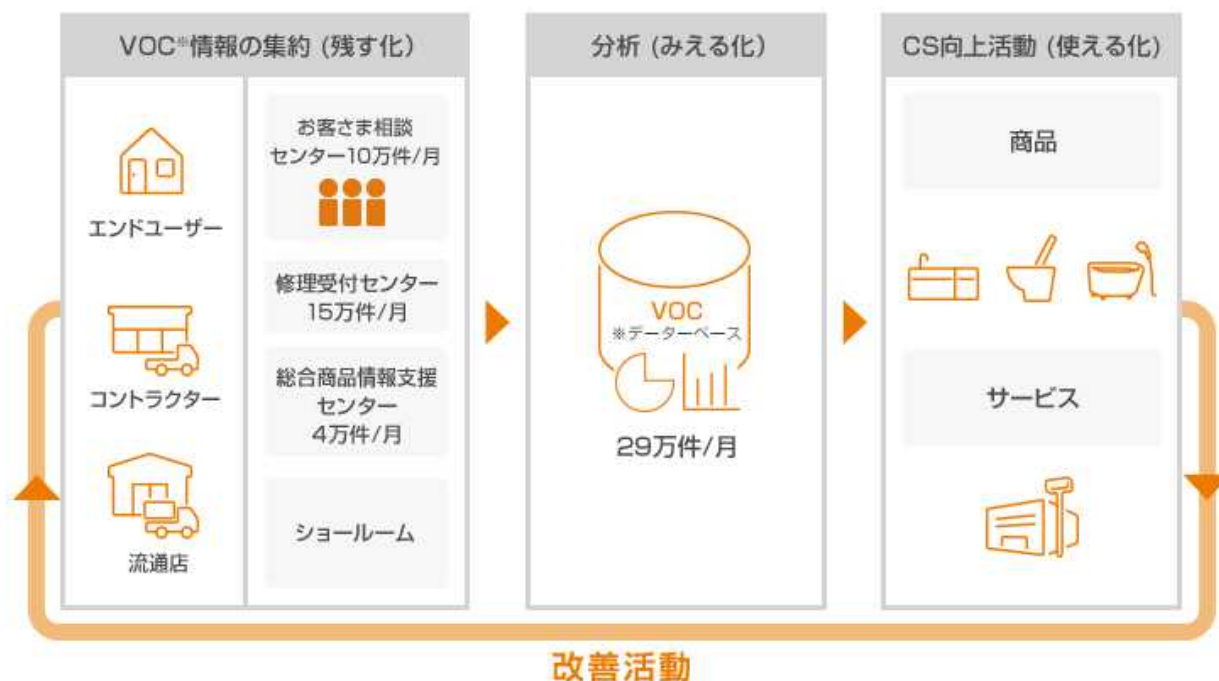 VOC※情報の集約 (残す化)
エンドユーザー
コントラクター
流通店
お客さま相談
センター10万件/月
修理受付センター
15万件/月
総合商品情報支援
センター
4万件/月
ショールーム
分析 (みえる化)
VOC
※データーベース
29万件/月
CS向上活動 (使える化)
商品
サービス
改善活動